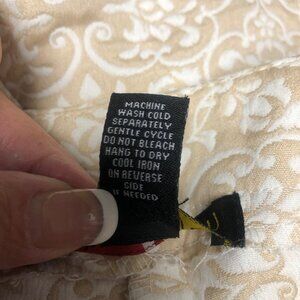 MACHINE
WASH COLD
SEPARATELY
GENTLE CYCLE
DO NOT BLEACH
HANG TO DRY
COOL IRON
ON REVERSE
SIDE
IF NEEDED